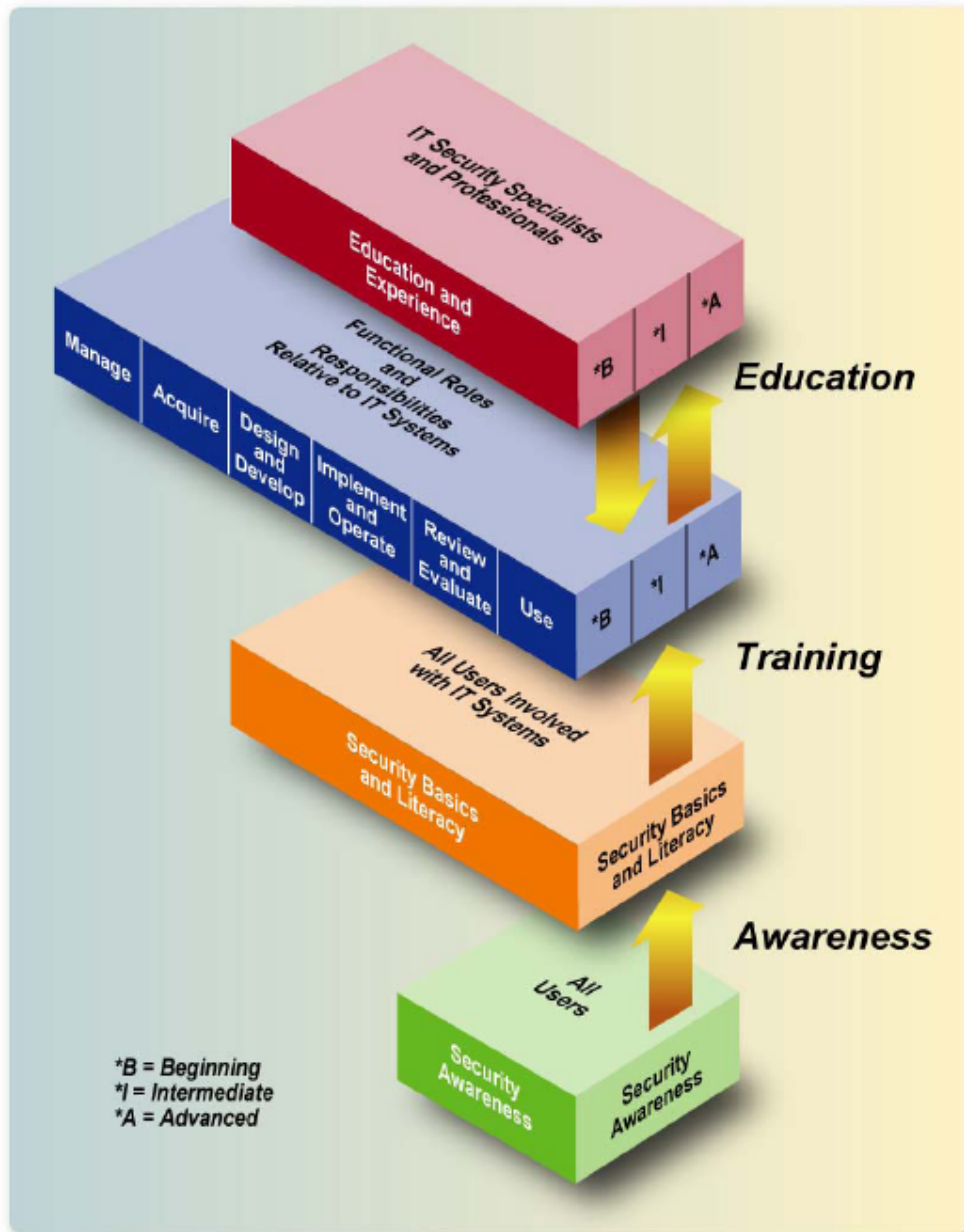 IT Security Specialists
and Professionals
Education and
Experience
*B
*I
*A
Education
Functional Roles
and
Responsibilities
Relative to IT Systems
Manage
Acquire
Design
and
Develop
Implement
and
Operate
Review
and
Evaluate
Use
*B
*I
*A
Training
All Users Involved
with IT Systems
Security Basics
and Literacy
Security Basics
and Literacy
Awareness
All
Users
Security
Awareness
Security
Awareness
*B = Beginning
*I = Intermediate
*A = Advanced